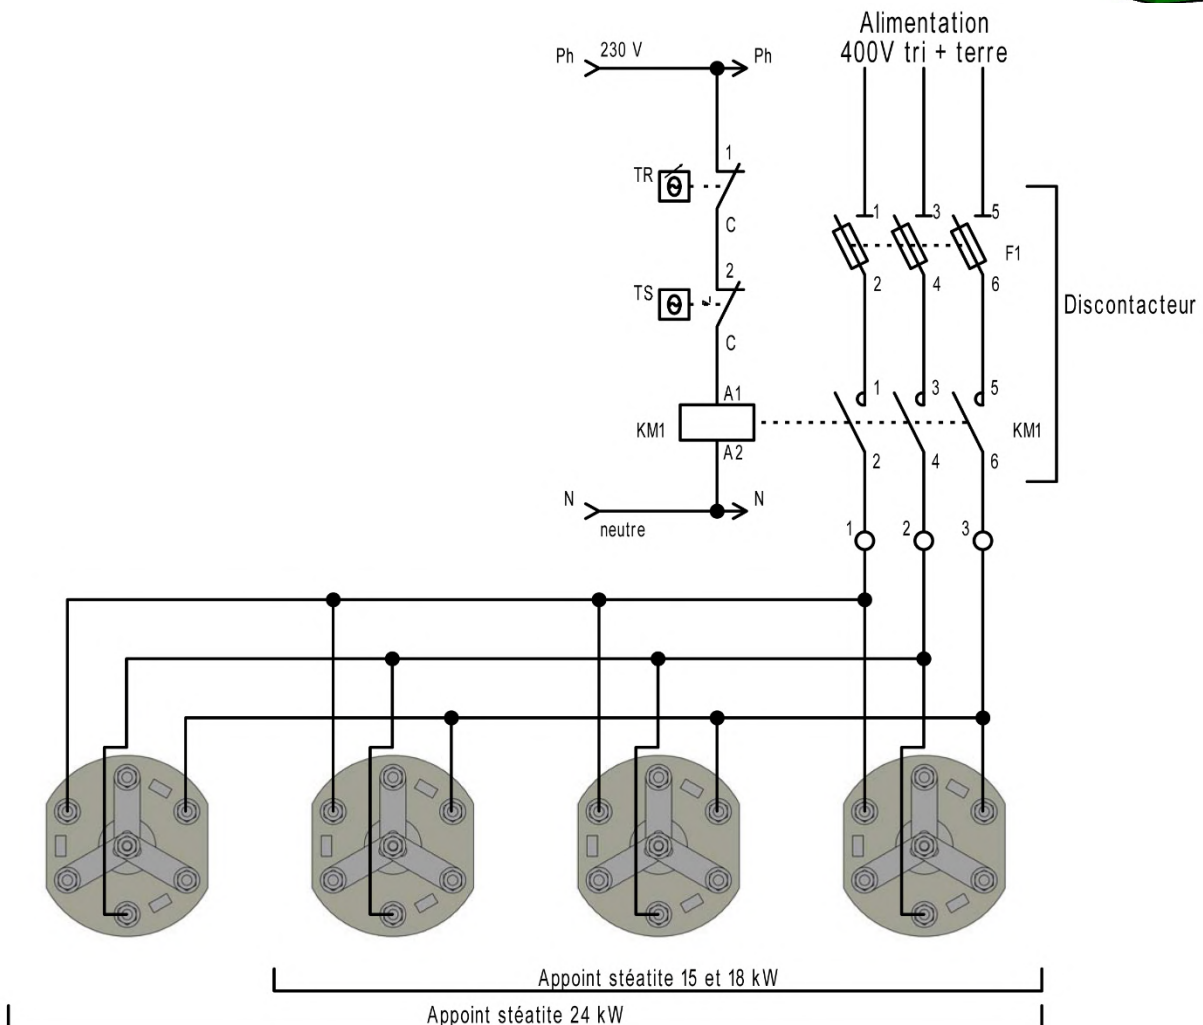 Alimentation
400V tri + terre
Ph 230 V Ph
1
TR
C
2
TS
C
A1
KM1
A2
N N
neutre
1 3 5
F1
2 4 6
Discontacteur
1 3 5
KM1
2 4 6
1 2 3
Appoint stéatite 15 et 18 kW
Appoint stéatite 24 kW